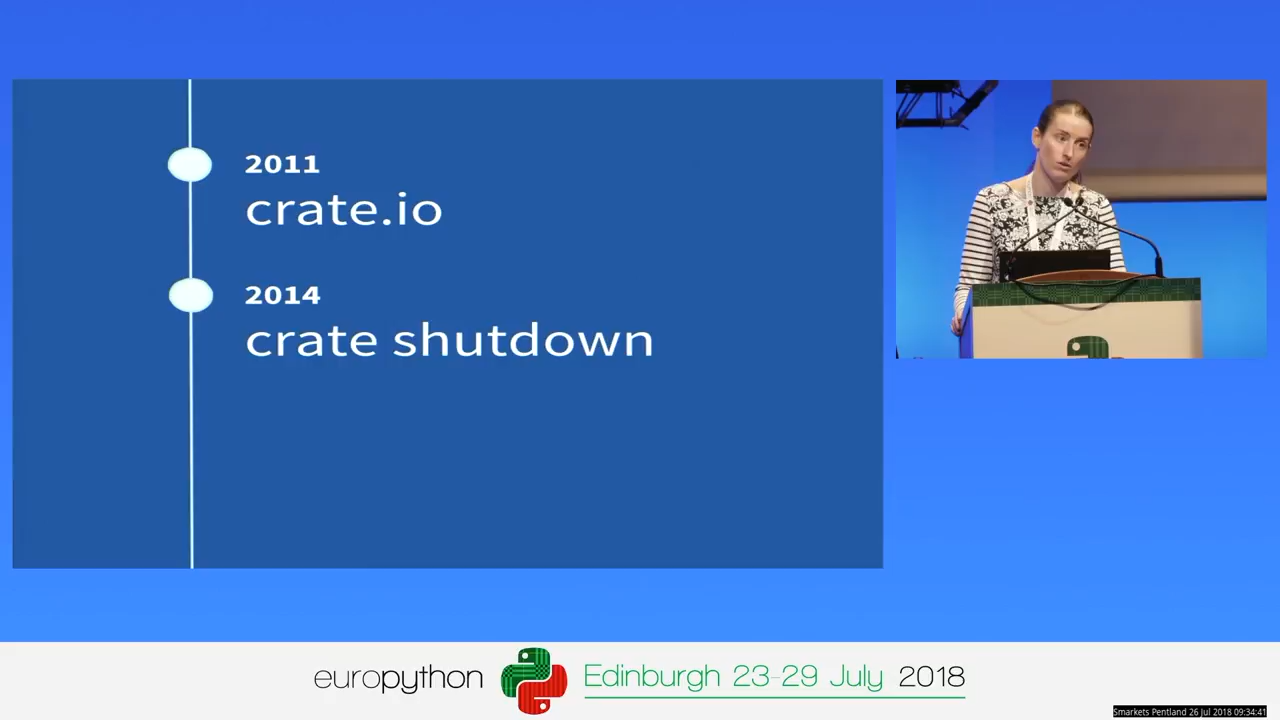 2011
crate.io
2014
crate shutdown
europython
Edinburgh 23-29 July 2018
Smarkets Pentland 26 Jul 2018 09:34:41